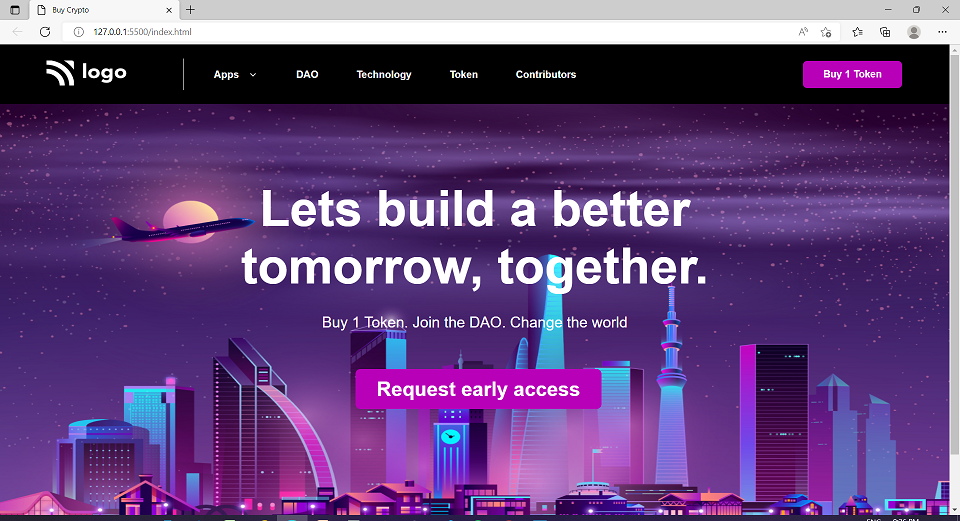 Buy Crypto
127.0.0.1:5500/index.html
logo
Apps
DAO
Technology
Token
Contributors
Buy 1 Token
Lets build a better
tomorrow, together.
Buy 1 Token. Join the DAO. Change the world
Request early access